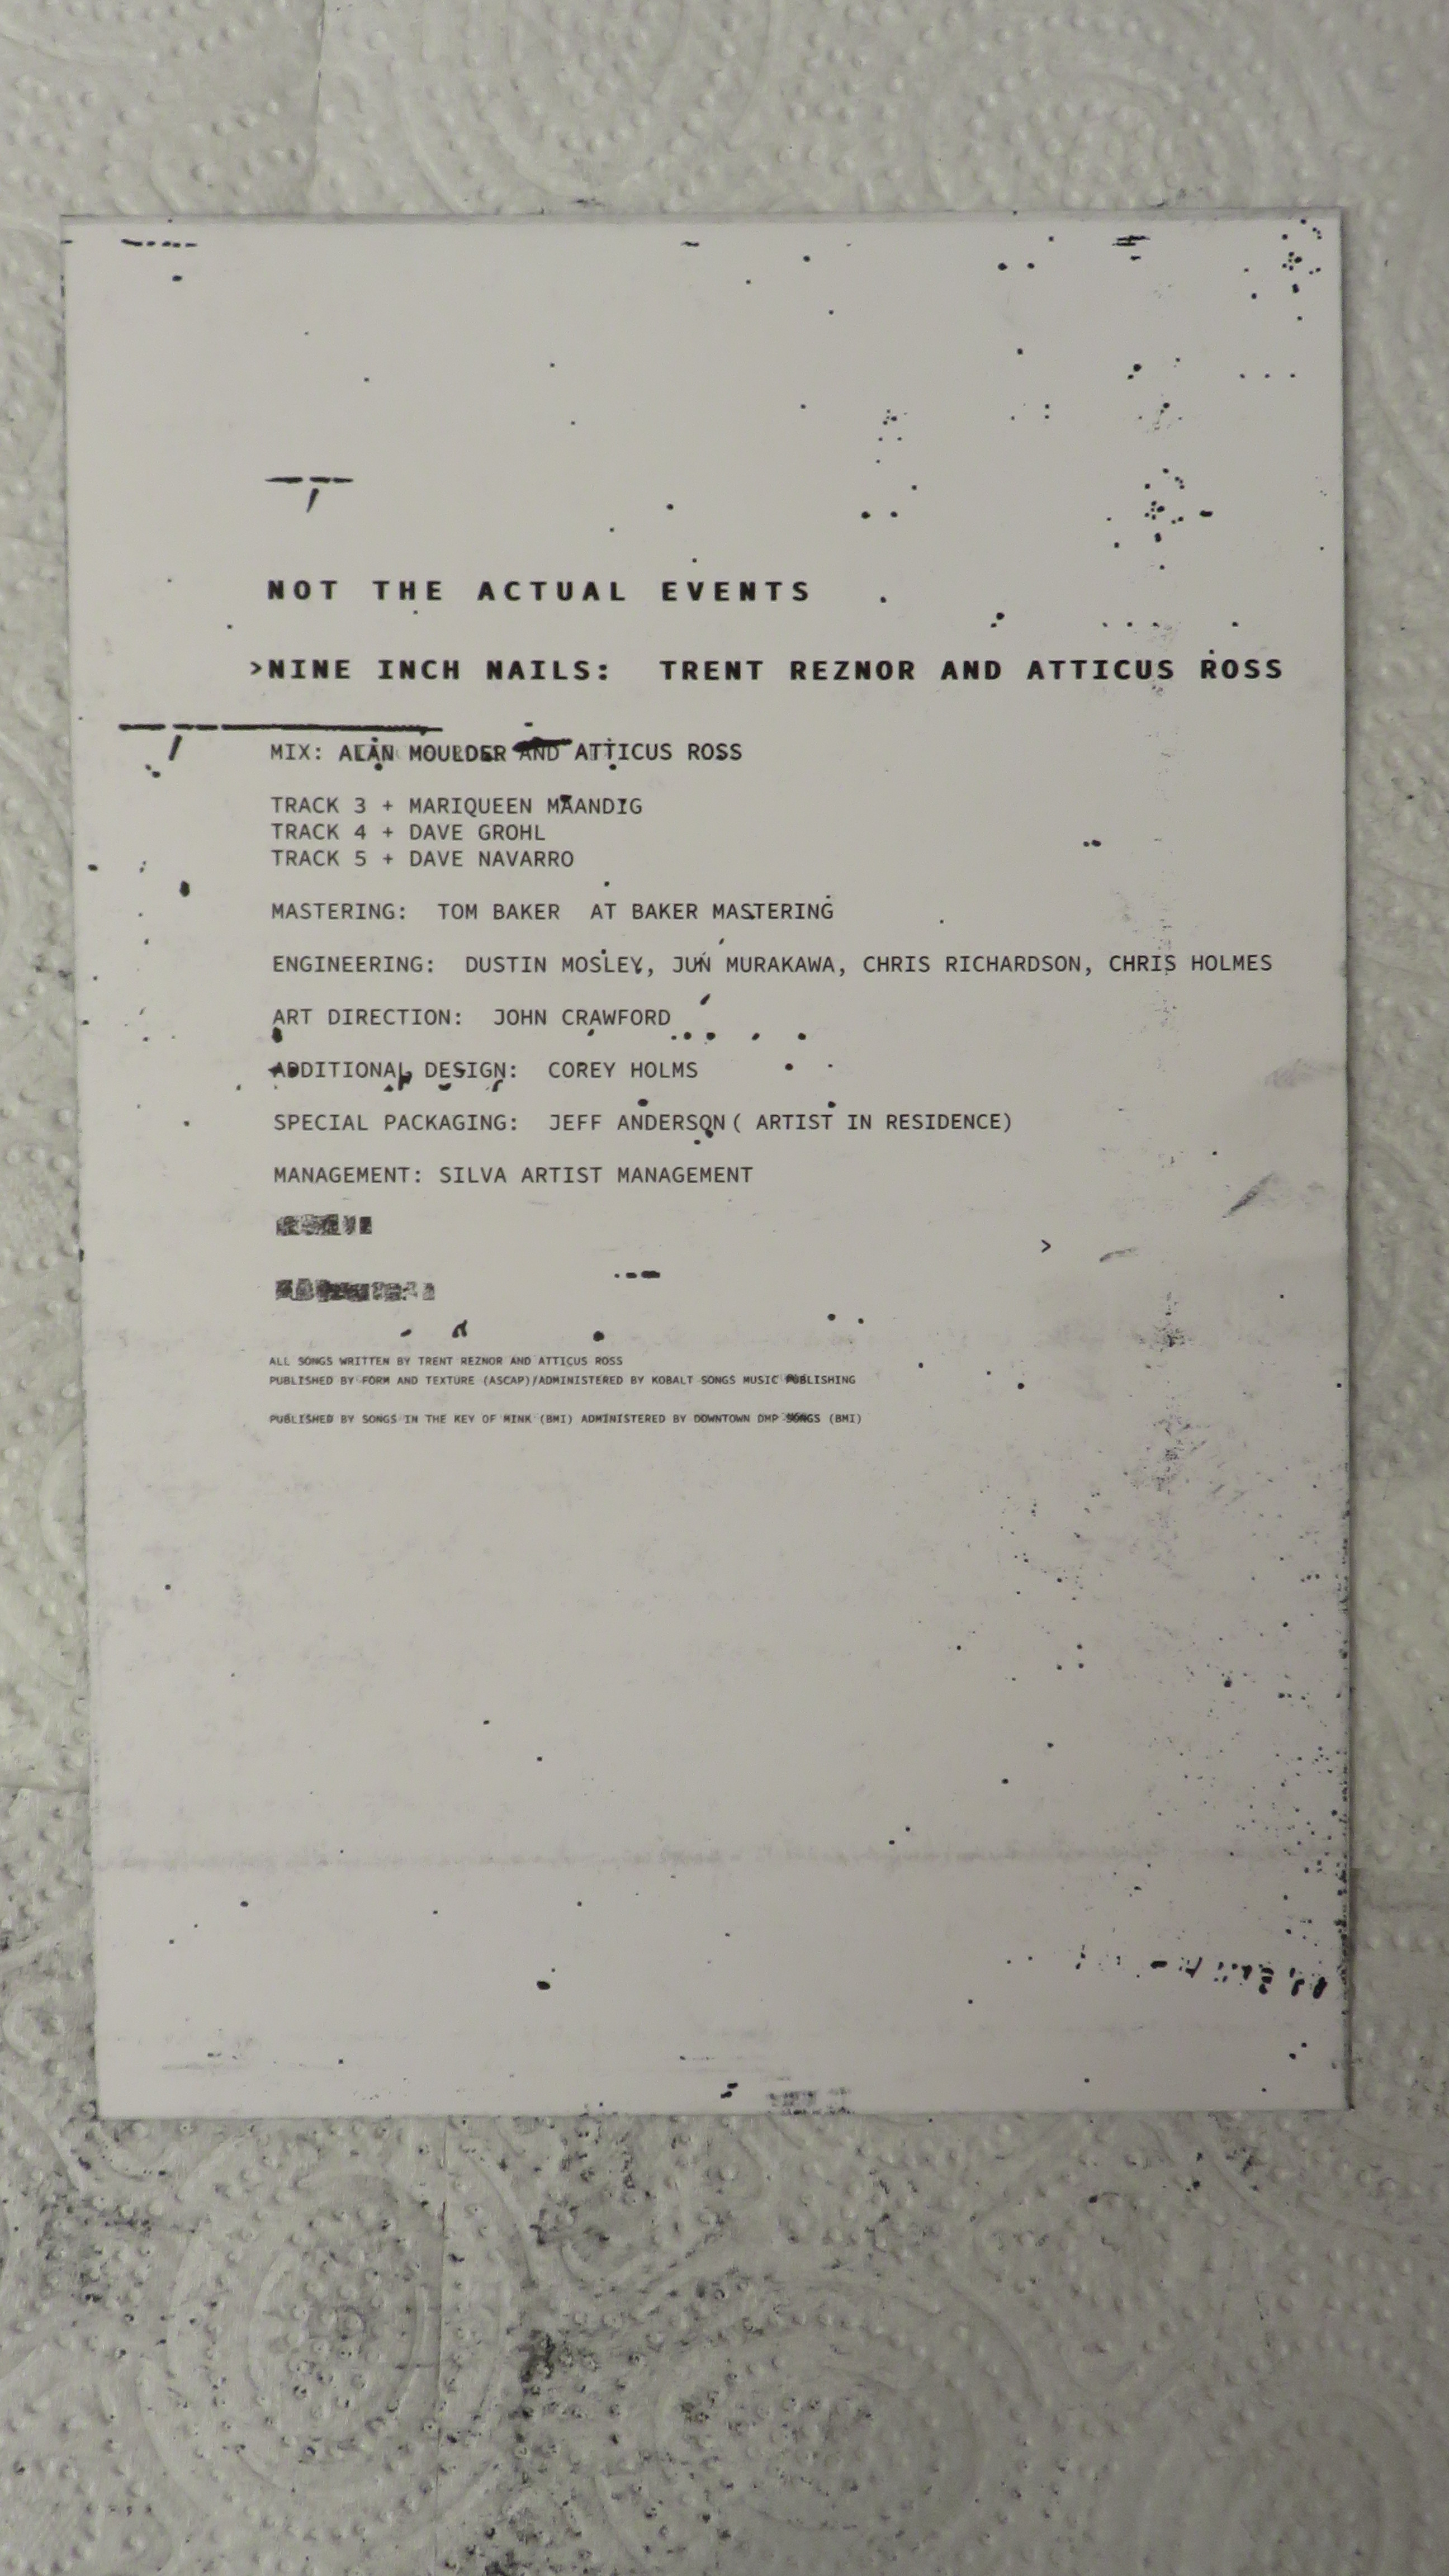 NOT THE ACTUAL EVENTS
>NINE INCH NAILS:  TRENT REZNOR AND ATTICUS ROSS
MIX: ALAN MOULDER AND ATTICUS ROSS
TRACK 3 + MARIQUEEN MAANDIG
TRACK 4 + DAVE GROHL
TRACK 5 + DAVE NAVARRO
MASTERING:  TOM BAKER  AT BAKER MASTERING
ENGINEERING:  DUSTIN MOSLEY, JUN MURAKAWA, CHRIS RICHARDSON, CHRIS HOLMES
ART DIRECTION:  JOHN CRAWFORD
ADDITIONAL DESIGN:  COREY HOLMS
SPECIAL PACKAGING:  JEFF ANDERSON( ARTIST IN RESIDENCE)
MANAGEMENT: SILVA ARTIST MANAGEMENT
>
ALL SONGS WRITTEN BY TRENT REZNOR AND ATTICUS ROSS
PUBLISHED BY FORM AND TEXTURE (ASCAP)/ADMINISTERED BY KOBALT SONGS MUSIC PUBLISHING
PUBLISHED BY SONGS IN THE KEY OF MINK (BMI) ADMINISTERED BY DOWNTOWN DMP SONGS (BMI)